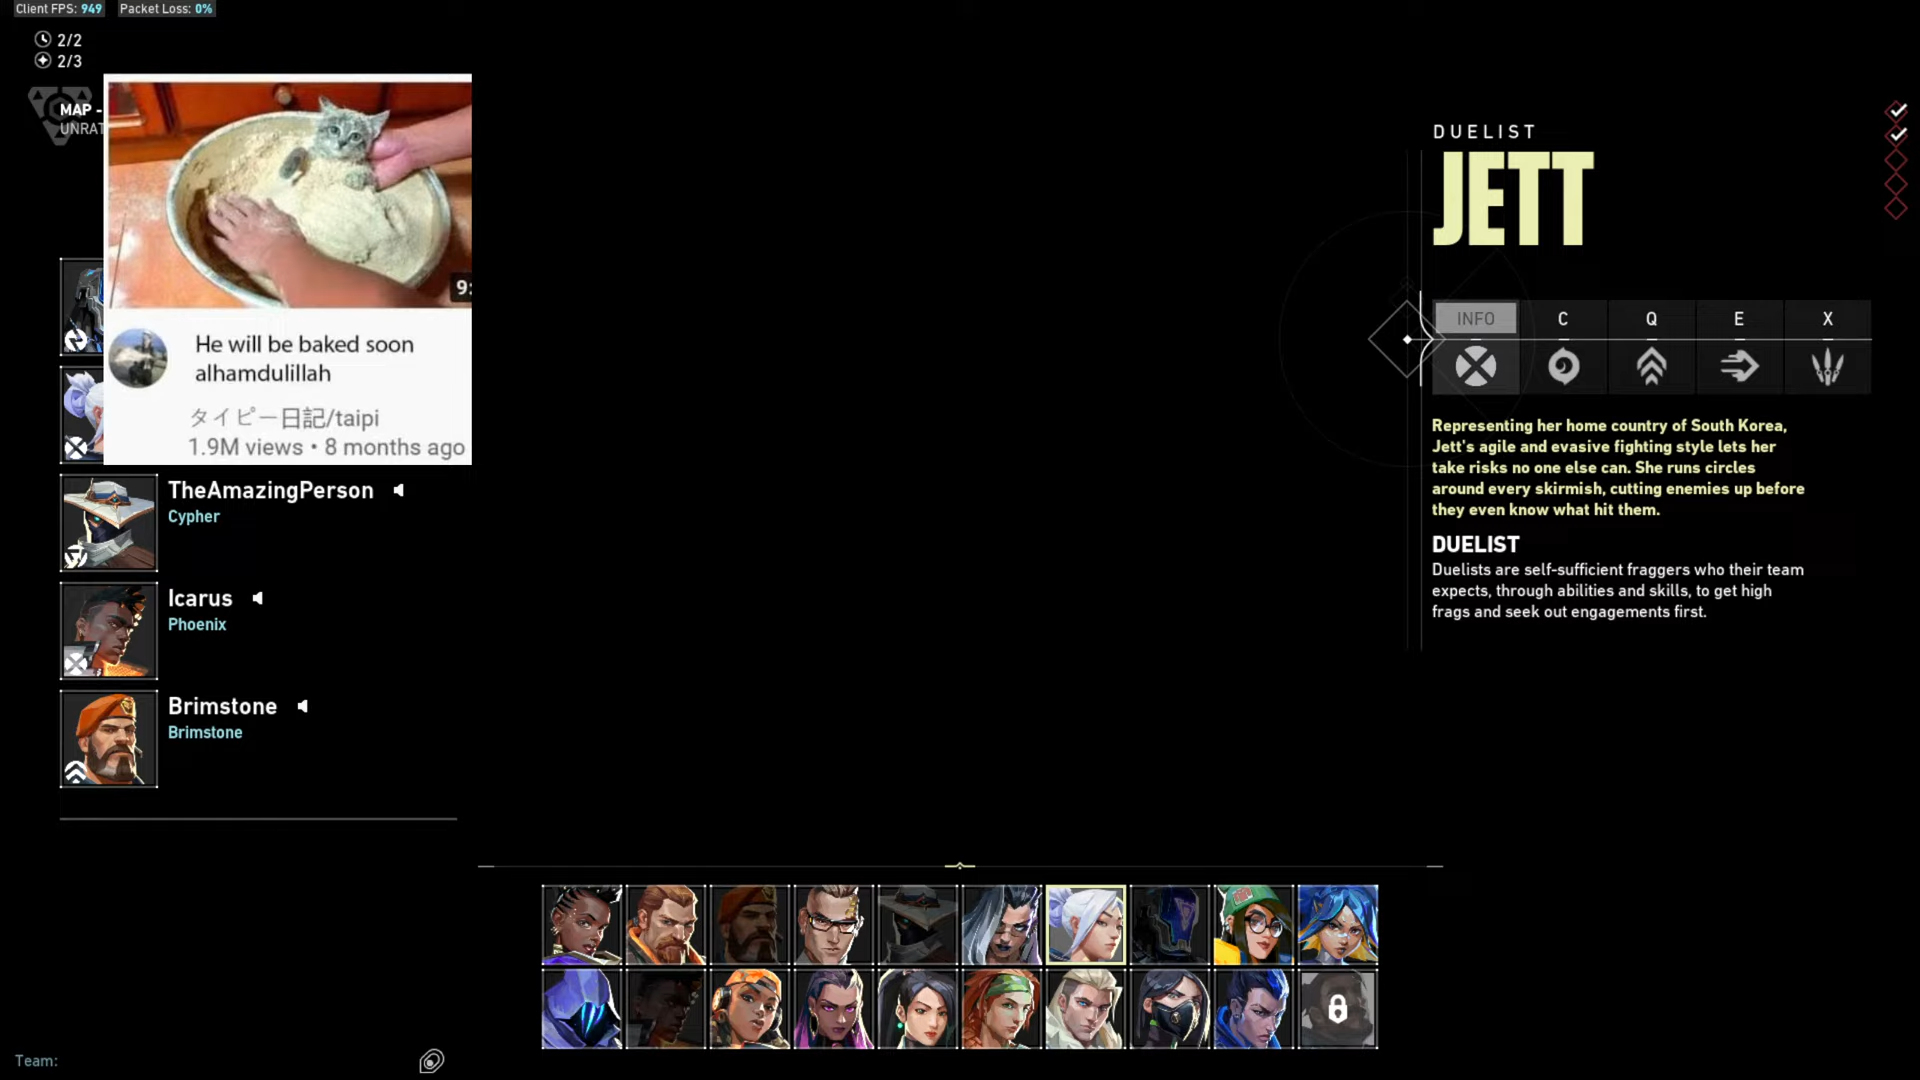 Client FPS: 949 Packet Loss: 0%
2/2
2/3
MAP -
UNRAT
9:
He will be baked soon
alhamdulillah
タイピー日記/taipi
1.9M views • 8 months ago
TheAmazingPerson
Cypher
Icarus
Phoenix
Brimstone
Brimstone
Team:
DUELIST
JETT
INFO C Q E X
Representing her home country of South Korea,
Jett's agile and evasive fighting style lets her
take risks no one else can. She runs circles
around every skirmish, cutting enemies up before
they even know what hit them.
DUELIST
Duelists are self-sufficient fraggers who their team
expects, through abilities and skills, to get high
frags and seek out engagements first.